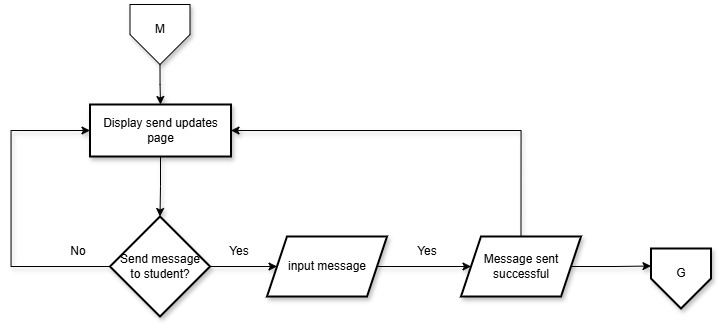 M
Display send updates
page
No
Send message
to student?
Yes
input message
Yes
Message sent
successful
G